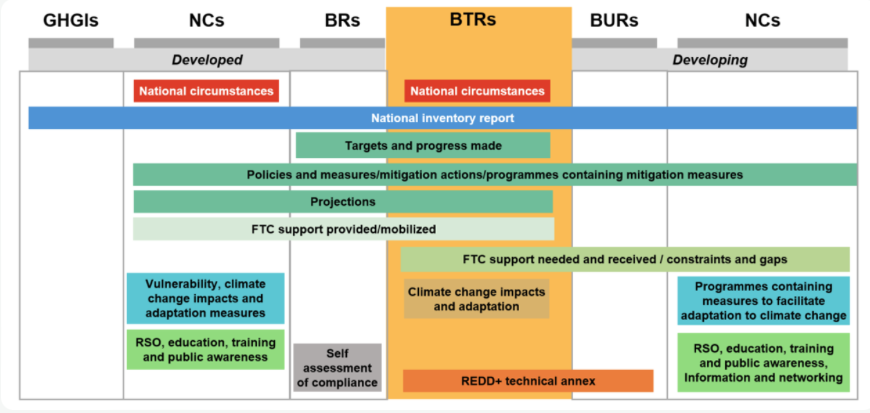 GHGIs
NCs
BRs
BTRs
BURs
NCs
Developed
Developing
National circumstances
National circumstances
National inventory report
Targets and progress made
Policies and measures/mitigation actions/programmes containing mitigation measures
Projections
FTC support provided/mobilized
FTC support needed and received / constraints and gaps
Vulnerability, climate
change impacts and
adaptation measures
Climate change impacts
and adaptation
Programmes containing
measures to facilitate
adaptation to climate change
RSO, education, training
and public awareness
Self
assessment
of compliance
REDD+ technical annex
RSO, education, training
and public awareness,
Information and networking